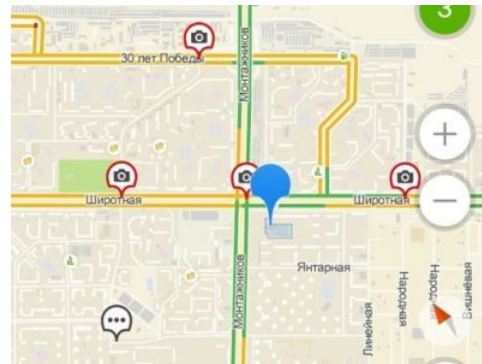 3
30 лет Победы
Монтажников
Широтная
Широтная
Янтарная
Монтажников
Линейная
Народная
Народная
Вишнёвая